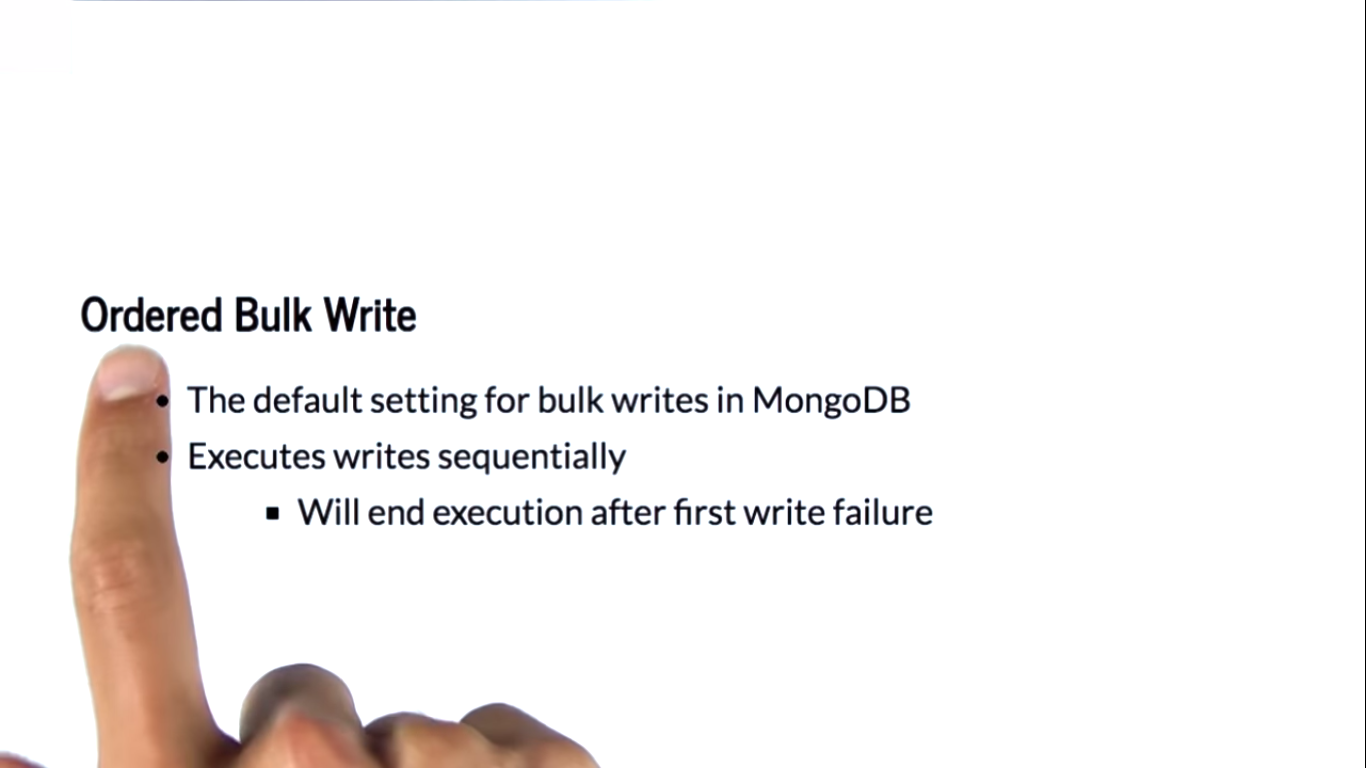 Ordered Bulk Write
• The default setting for bulk writes in MongoDB
• Executes writes sequentially
▪ Will end execution after first write failure